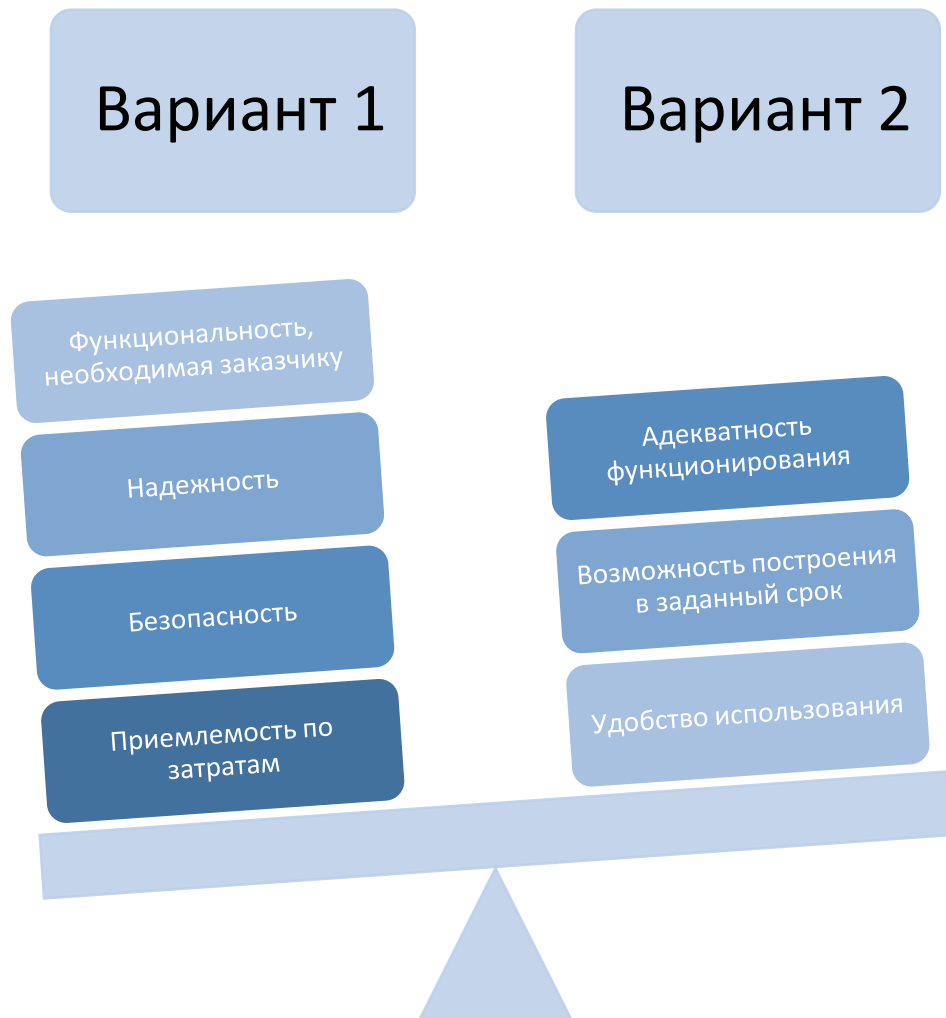 Вариант 1
Вариант 2
Функциональность,
необходимая заказчику
Надежность
Безопасность
Приемлемость по
затратам
Адекватность
функционирования
Возможность построения
в заданный срок
Удобство использования